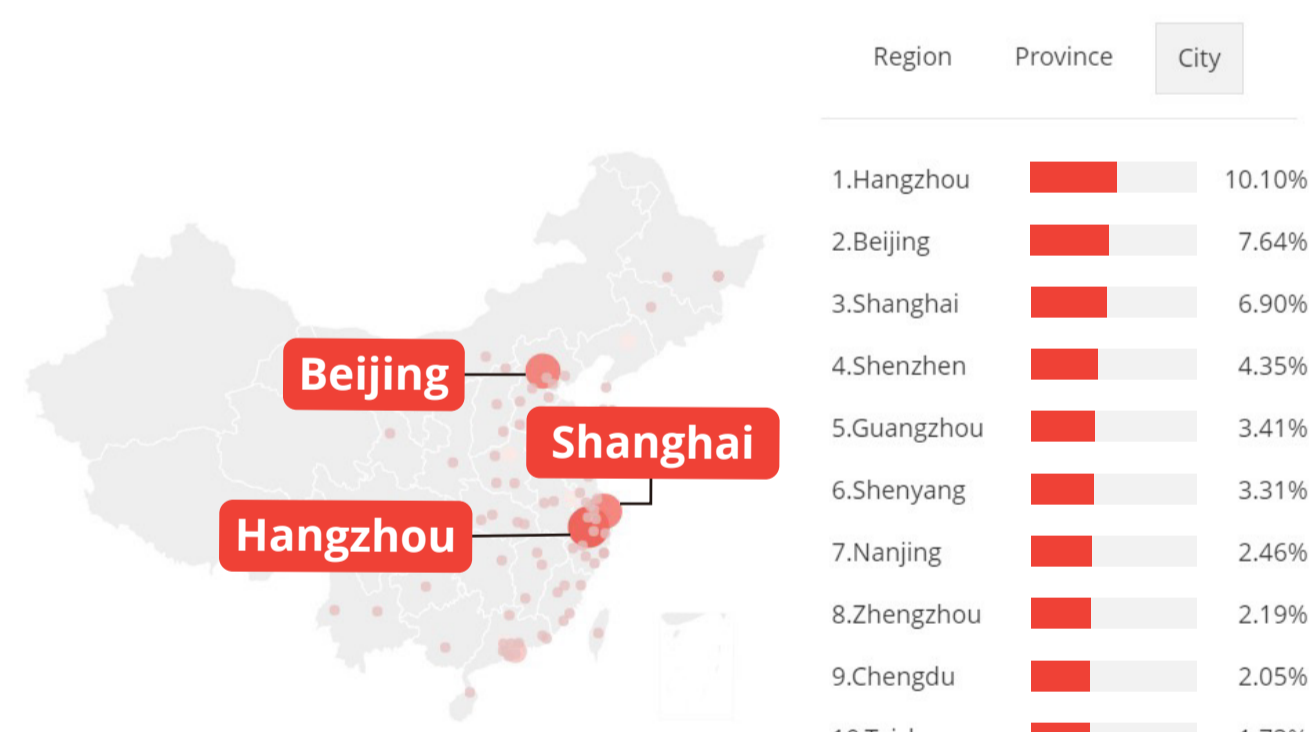 Region Province City
1.Hangzhou 10.10%
2.Beijing 7.64%
3.Shanghai 6.90%
4.Shenzhen 4.35%
5.Guangzhou 3.41%
6.Shenyang 3.31%
7.Nanjing 2.46%
8.Zhengzhou 2.19%
9.Chengdu 2.05%
Beijing
Shanghai
Hangzhou